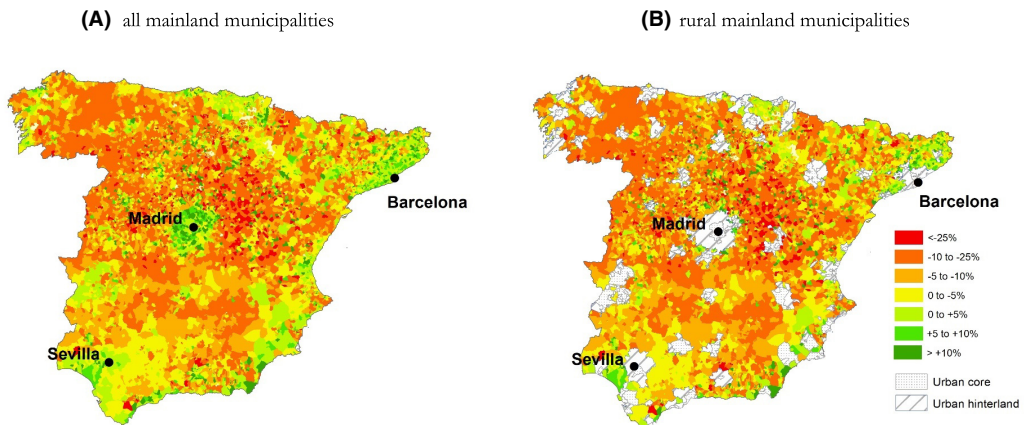 (A) all mainland municipalities
(B) rural mainland municipalities
Madrid
Barcelona
Sevilla
Madrid
Barcelona
Sevilla
<-25%
-10 to -25%
-5 to -10%
0 to -5%
0 to +5%
+5 to +10%
> +10%
Urban core
Urban hinterland